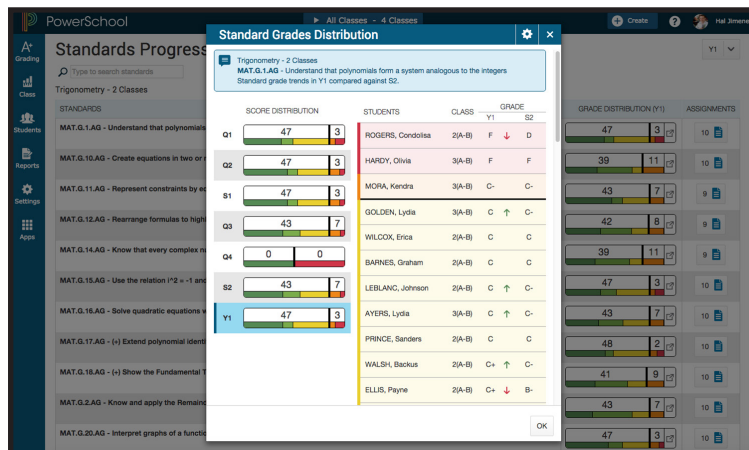 PowerSchool
All Classes - 4 Classes
Create
Hal Jimene
Grading
Class
Students
Reports
Settings
Apps
Standards Progress
Type to search standards
Y1
Trigonometry - 2 Classes
STANDARDS
GRADE DISTRIBUTION (Y1)
ASSIGNMENTS
MAT.G.1.AG - Understand that polynomials
47 3 10
MAT.G.10.AG - Create equations in two or
39 11 10
MAT.G.11.AG - Represent constraints by
43 7 9
MAT.G.12.AG - Rearrange formulas to
42 8 9
MAT.G.14.AG - Know that every complex
39 11 9
MAT.G.15.AG - Use the relation i^2 = -1 and
47 3 10
MAT.G.16.AG - Solve quadratic equations
43 7 10
MAT.G.17.AG - (+) Extend polynomial
48 2 10
MAT.G.18.AG - (+) Show the Fundamental
41 9 10
MAT.G.2.AG - Know and apply the
43 7 10
MAT.G.20.AG - Interpret graphs of a
47 3 10
Standard Grades Distribution
Trigonometry - 2 Classes
MAT.G.1.AG - Understand that polynomials form a system analogous to the integers
Standard grade trends in Y1 compared against S2.
SCORE DISTRIBUTION
Q1 47 3
Q2 47 3
S1 47 3
Q3 43 7
Q4 0 0
S2 43 7
Y1 47 3
STUDENTS CLASS GRADE
Y1 S2
ROGERS, Condolisa 2(A-B) F ↓ D
HARDY, Olivia 3(A-B) F F
MORA, Kendra 3(A-B) C- C-
GOLDEN, Lydia 3(A-B) C ↑ C-
WILCOX, Erica 2(A-B) C C
BARNES, Graham 2(A-B) C C
LEBLANC, Johnson 2(A-B) C ↑ C-
AYERS, Lydia 3(A-B) C ↑ C-
PRINCE, Sanders 2(A-B) C C
WALSH, Backus 2(A-B) C+ ↑ C-
ELLIS, Payne 2(A-B) C+ ↓ B-
OK